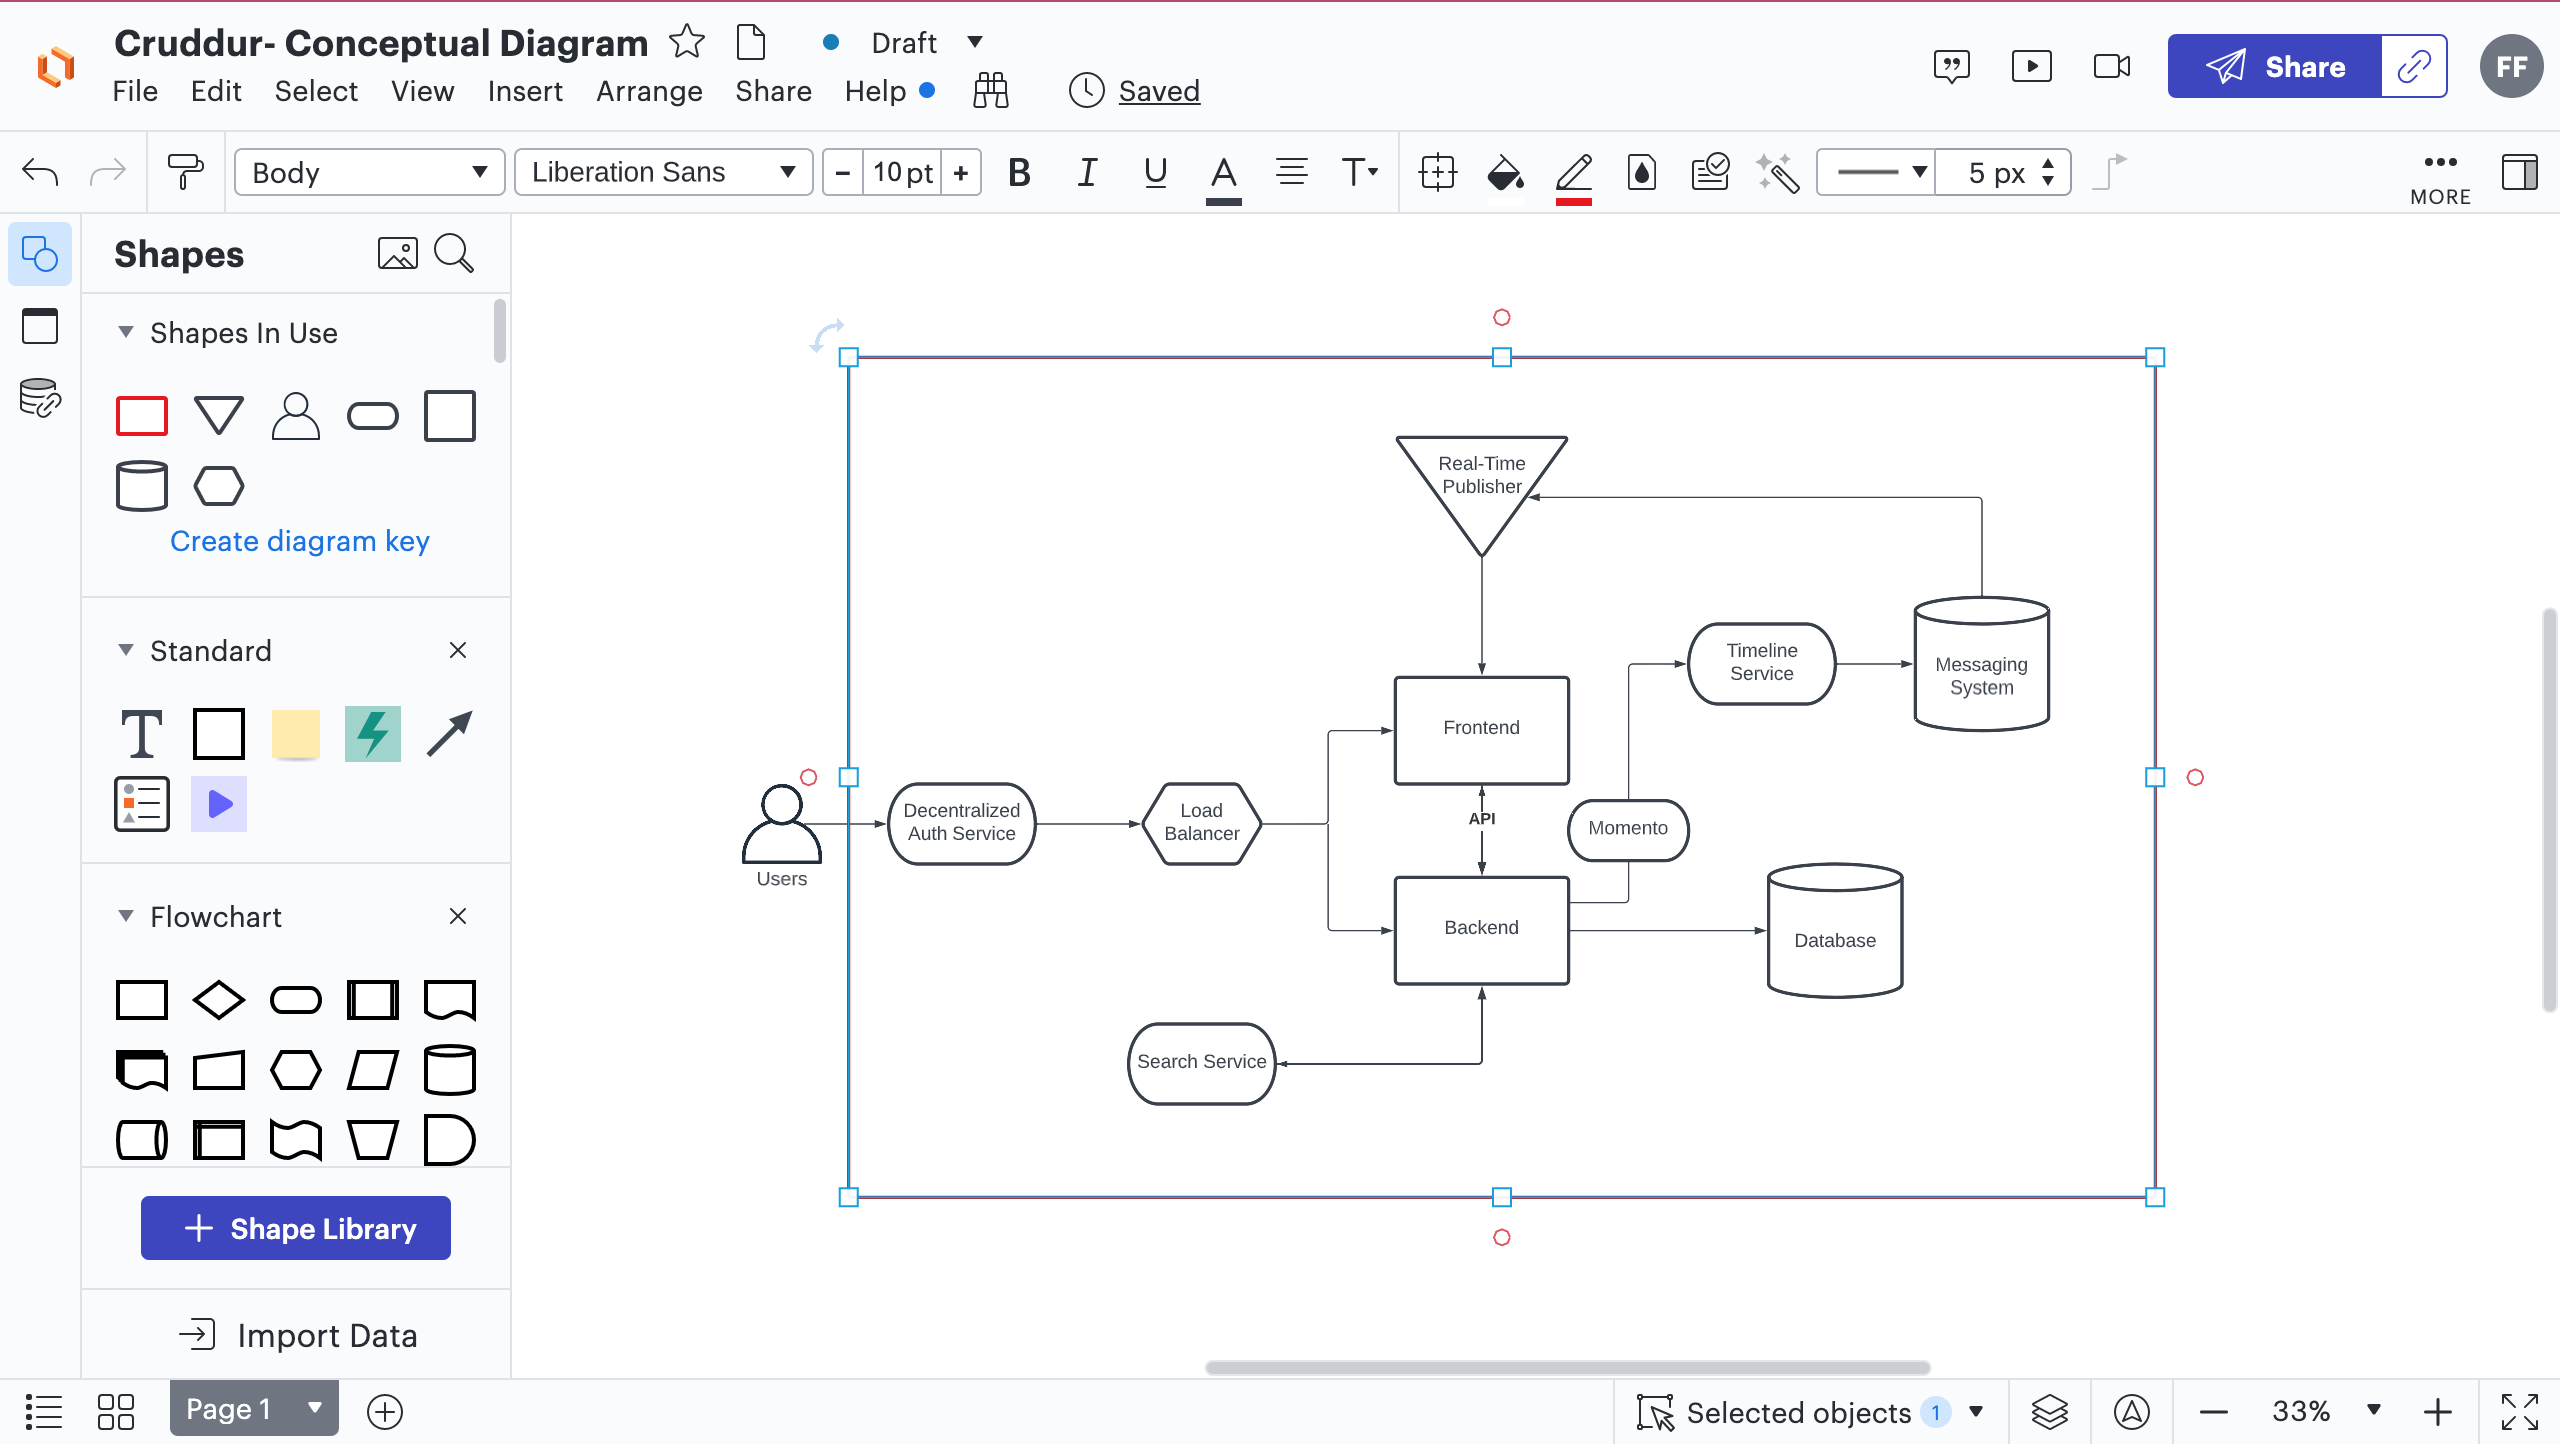 Cruddur- Conceptual Diagram
Draft
File Edit Select View Insert Arrange Share Help
Saved
Share
FF
Body
Liberation Sans
− 10 pt +
B I U A T
5 px
MORE
Shapes
Shapes In Use
Create diagram key
Standard
T
Flowchart
+ Shape Library
Import Data
Real-Time
Publisher
Timeline
Service
Messaging
System
Frontend
Decentralized
Auth Service
Load
Balancer
API
Momento
Users
Backend
Database
Search Service
Page 1
Selected objects 1
33%